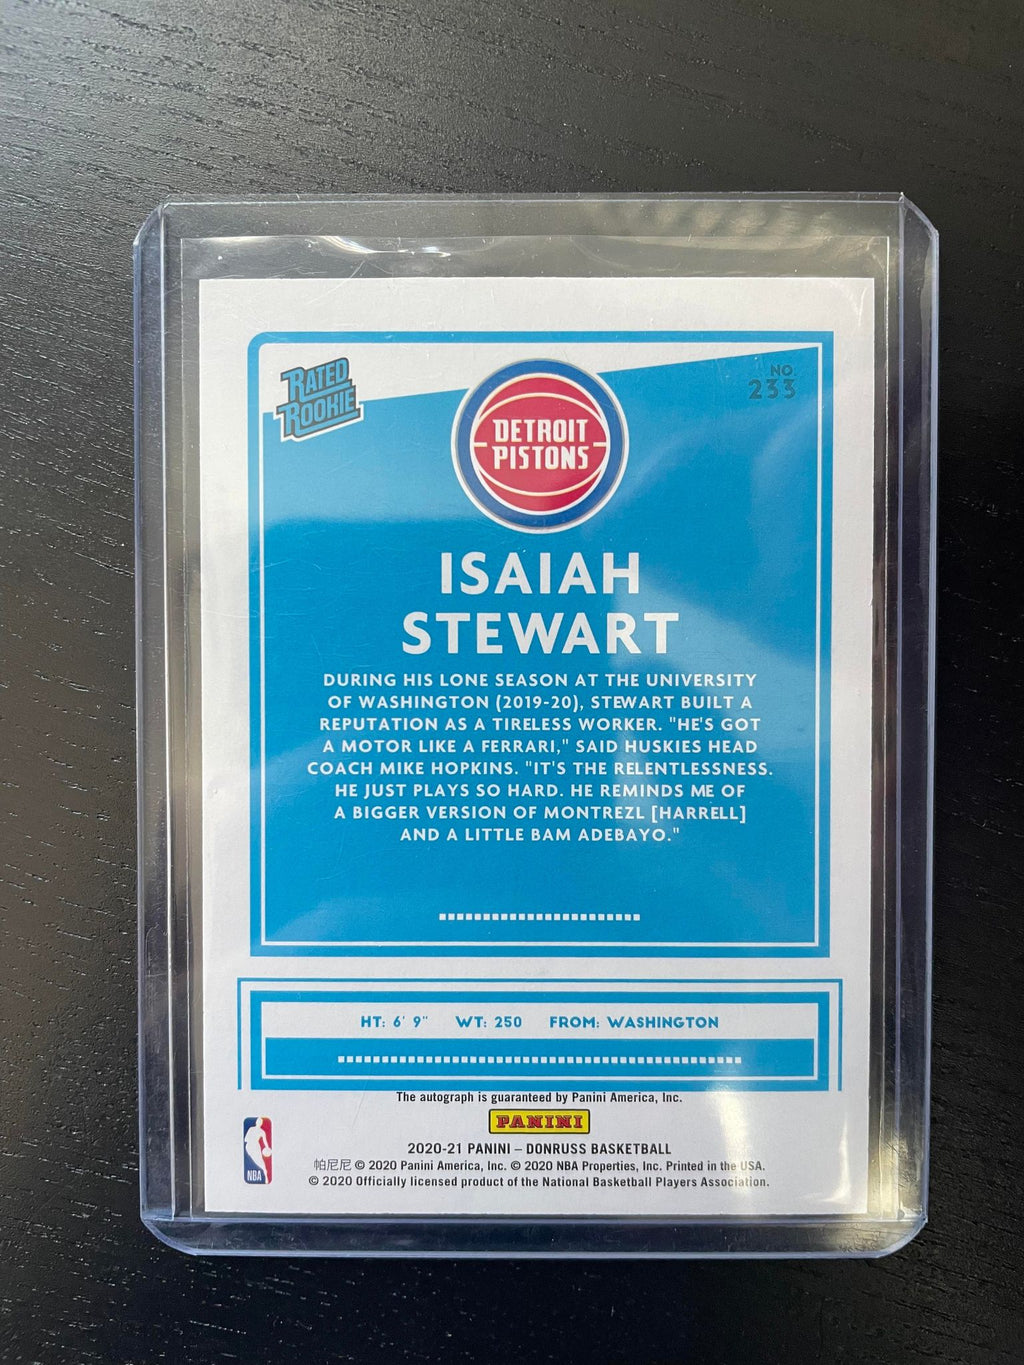 RATED
ROOKIE
NO.
233
DETROIT
PISTONS
ISAIAH
STEWART
DURING HIS LONE SEASON AT THE UNIVERSITY
OF WASHINGTON (2019-20), STEWART BUILT A
REPUTATION AS A TIRELESS WORKER. "HE'S GOT
A MOTOR LIKE A FERRARI," SAID HUSKIES HEAD
COACH MIKE HOPKINS. "IT'S THE RELENTLESSNESS.
HE JUST PLAYS SO HARD. HE REMINDS ME OF
A BIGGER VERSION OF MONTREZL [HARRELL]
AND A LITTLE BAM ADEBAYO."
HT: 6' 9" WT: 250 FROM: WASHINGTON
The autograph is guaranteed by Panini America, Inc.
PANINI
2020-21 PANINI – DONRUSS BASKETBALL
帕尼尼 © 2020 Panini America, Inc. © 2020 NBA Properties, Inc. Printed in the USA.
© 2020 Officially licensed product of the National Basketball Players Association.
NBA